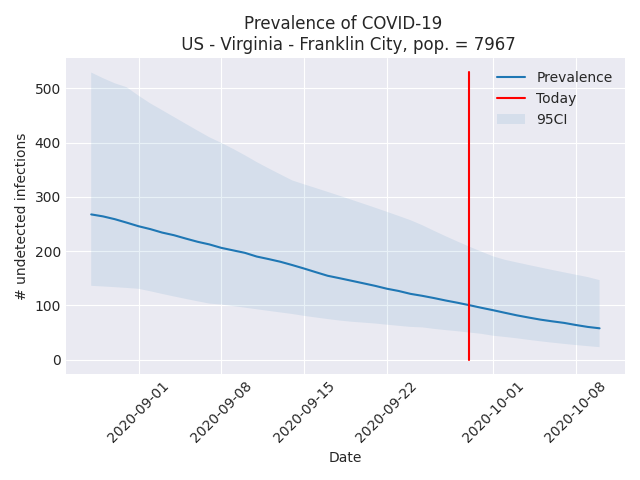 Prevalence of COVID-19
US - Virginia - Franklin City, pop. = 7967
Prevalence
Today
95CI
# undetected infections
500
400
300
200
100
0
2020-09-01
2020-09-08
2020-09-15
2020-09-22
2020-10-01
2020-10-08
Date